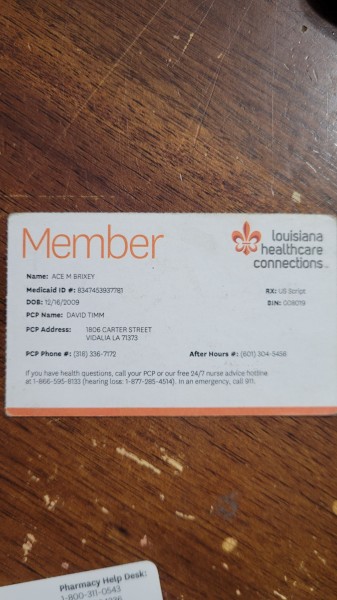 Member
louisiana
healthcare
connections
Name: ACE M BRIXEY
Medicaid ID #: 8347453937781
RX: US Script
DOB: 12/16/2009
BIN: 008019
PCP Name: DAVID TIMM
PCP Address: 1806 CARTER STREET
VIDALIA LA 71373
PCP Phone #: (318) 336-7172
After Hours #: (601) 304-5458
If you have health questions, call your PCP or our free 24/7 nurse advice hotline
at 1-866-595-8133 (hearing loss: 1-877-285-4514). In an emergency, call 911.
Pharmacy Help Desk:
1-800-311-0543